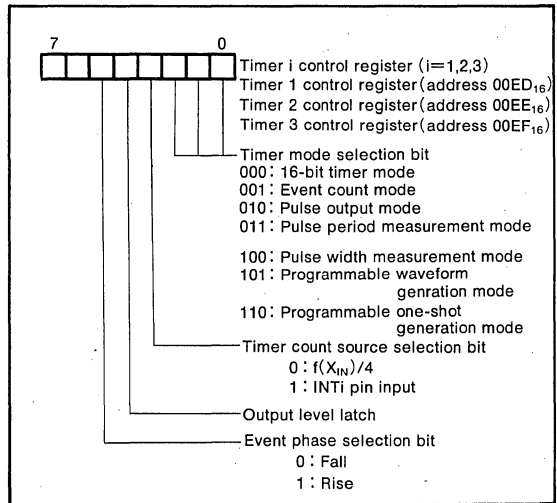 7 0
Timer i control register (i=1,2,3)
Timer 1 control register(address 00ED₁₆)
Timer 2 control register(address 00EE₁₆)
Timer 3 control register(address 00EF₁₆)
Timer mode selection bit
000: 16-bit timer mode
001: Event count mode
010: Pulse output mode
011: Pulse period measurement mode
100: Pulse width measurement mode
101: Programmable waveform
genration mode
110: Programmable one-shot
generation mode
Timer count source selection bit
0: f(X_IN)/4
1: INTi pin input
Output level latch
Event phase selection bit
0: Fall
1: Rise